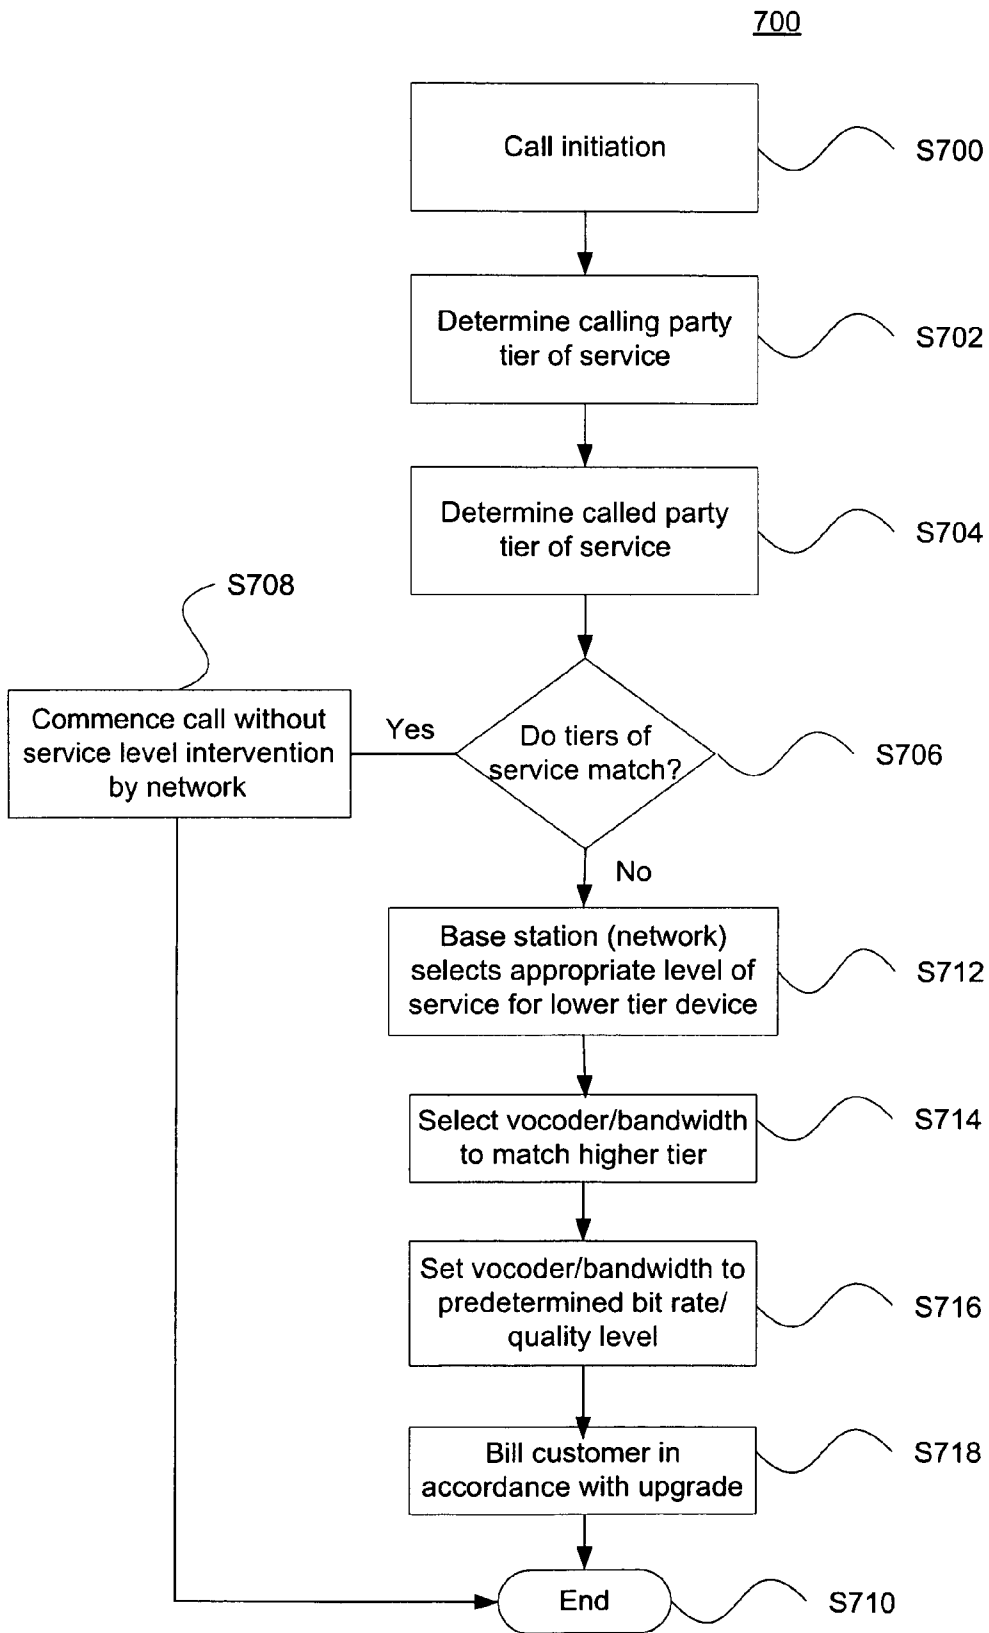 700
Call initiation
S700
Determine calling party
tier of service
S702
Determine called party
tier of service
S704
S708
Commence call without
service level intervention
by network
Yes
Do tiers of
service match?
S706
No
Base station (network)
selects appropriate level of
service for lower tier device
S712
Select vocoder/bandwidth
to match higher tier
S714
Set vocoder/bandwidth to
predetermined bit rate/
quality level
S716
Bill customer in
accordance with upgrade
S718
End
S710